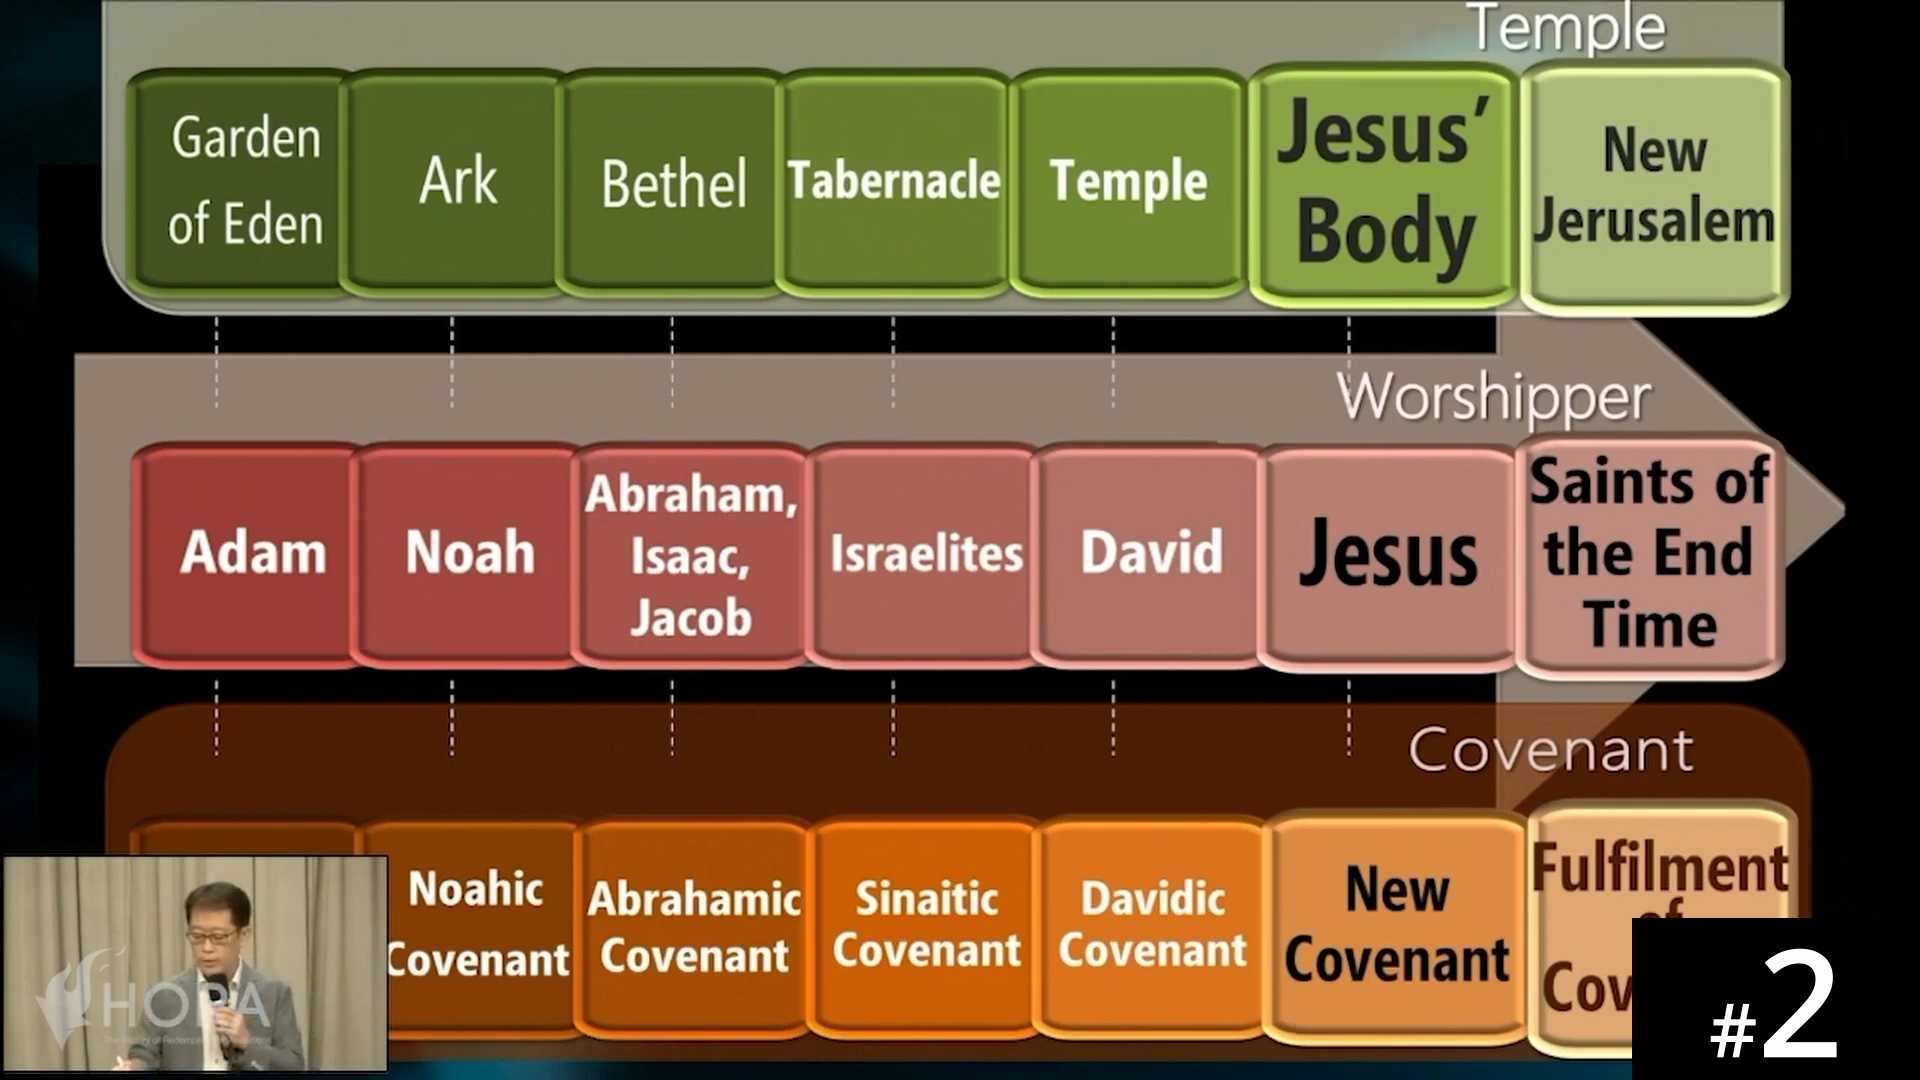 Temple
Garden
of Eden
Ark
Bethel
Tabernacle
Temple
Jesus’
Body
New
Jerusalem
Worshipper
Adam
Noah
Abraham,
Isaac,
Jacob
Israelites
David
Jesus
Saints of
the End
Time
Covenant
Noahic
Covenant
Abrahamic
Covenant
Sinaitic
Covenant
Davidic
Covenant
New
Covenant
Fulfilment
of
Cov
HOPA
#2